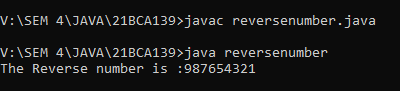 V:\SEM 4\JAVA\21BCA139>javac reversenumber.java
V:\SEM 4\JAVA\21BCA139>java reversenumber
The Reverse number is :987654321